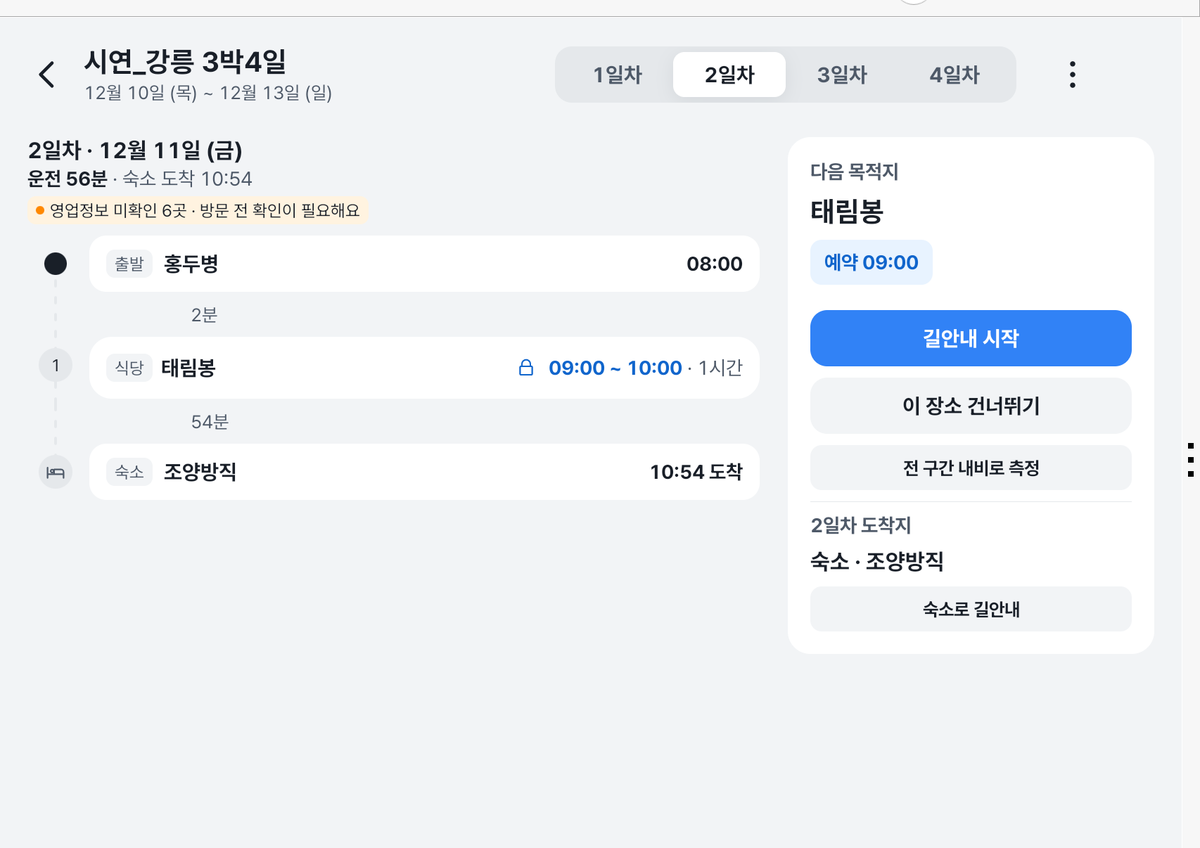 시연_강릉 3박4일
12월 10일 (목) ~ 12월 13일 (일)
1일차 2일차 3일차 4일차
2일차 · 12월 11일 (금)
운전 56분 · 숙소 도착 10:54
영업정보 미확인 6곳 · 방문 전 확인이 필요해요
출발 홍두병 08:00
2분
1 식당 태림봉 09:00 ~ 10:00 · 1시간
54분
숙소 조양방직 10:54 도착
다음 목적지
태림봉
예약 09:00
길안내 시작
이 장소 건너뛰기
전 구간 내비로 측정
2일차 도착지
숙소 · 조양방직
숙소로 길안내